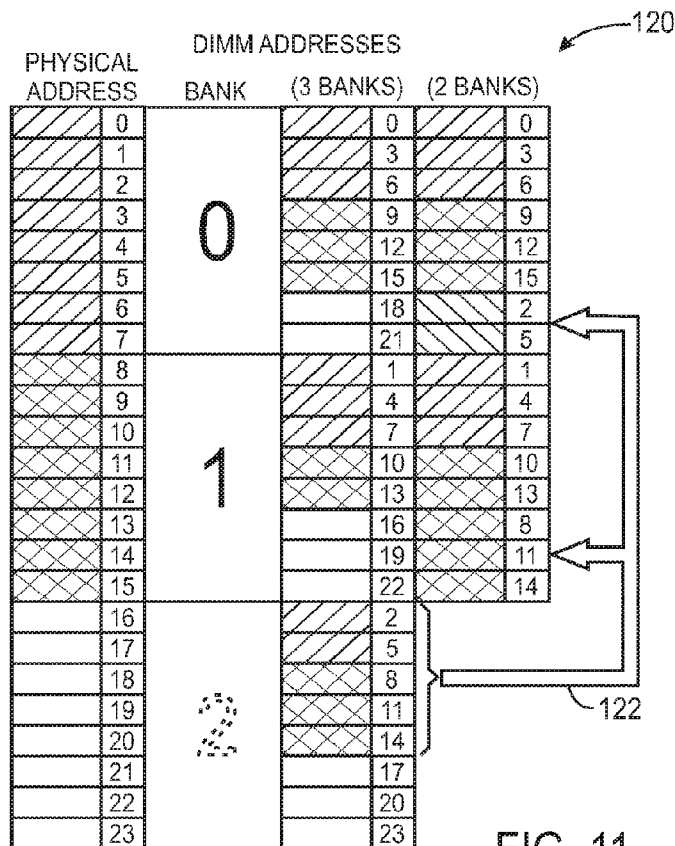 120
DIMM ADDRESSES
PHYSICAL ADDRESS BANK (3 BANKS) (2 BANKS)
0 0 0 0
1 3 3
2 6 6
3 9 9
4 12 12
5 15 15
6 18 2
7 21 5
8 1 1 1
9 4 4
10 7 7
11 10 10
12 13 13
13 16 8
14 19 11
15 22 14
16 2 2
17 5
18 8
19 11
20 14
21 17
22 20
23 23
122
FIG. 11